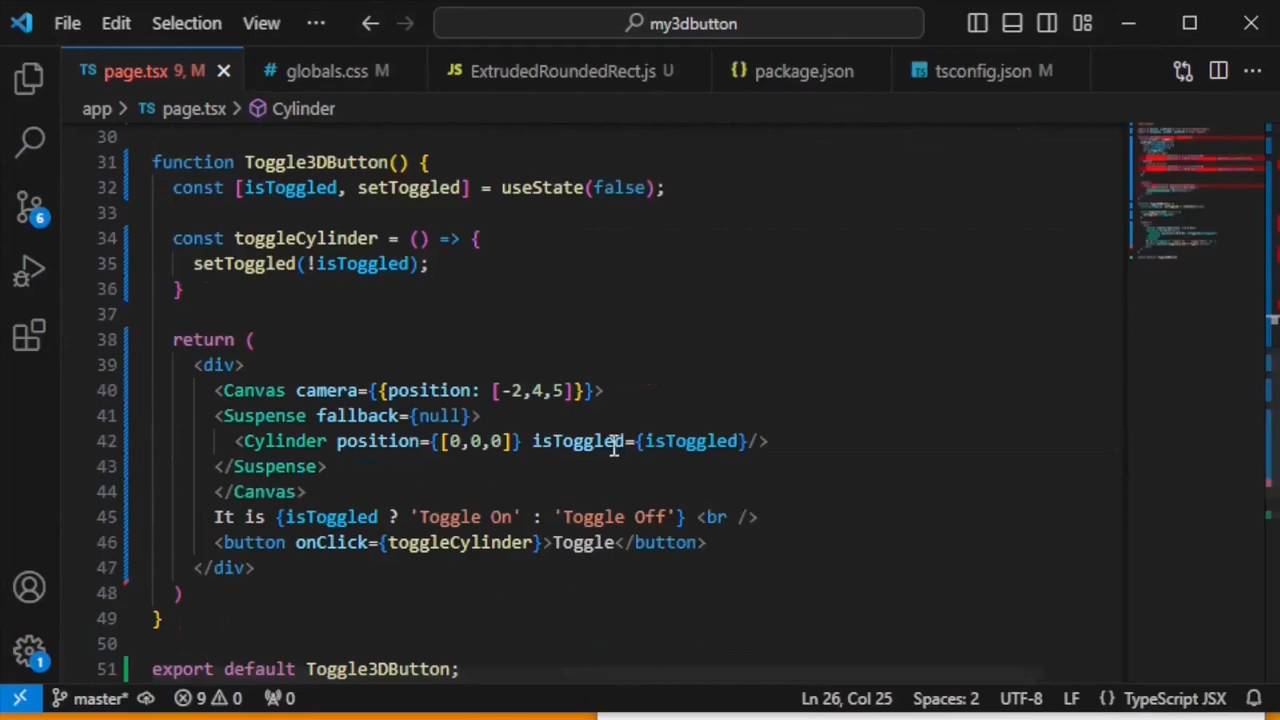 File Edit Selection View ··· my3dbutton
TS page.tsx 9, M # globals.css M JS ExtrudedRoundedRect.js U {} package.json TS tsconfig.json M ···
app > TS page.tsx > Cylinder
30
31 function Toggle3DButton() {
32 const [isToggled, setToggled] = useState(false);
33
34 const toggleCylinder = () => {
35 setToggled(!isToggled);
36 }
37
38 return (
39 <div>
40 <Canvas camera={{position: [-2,4,5]}}>
41 <Suspense fallback={null}>
42 <Cylinder position={[0,0,0]} isToggled={isToggled}/>
43 </Suspense>
44 </Canvas>
45 It is {isToggled ? 'Toggle On' : 'Toggle Off'} <br />
46 <button onClick={toggleCylinder}>Toggle</button>
47 </div>
48 )
49 }
50
51 export default Toggle3DButton;
6
1
master* 9 0 0 Ln 26, Col 25 Spaces: 2 UTF-8 LF {} TypeScript JSX